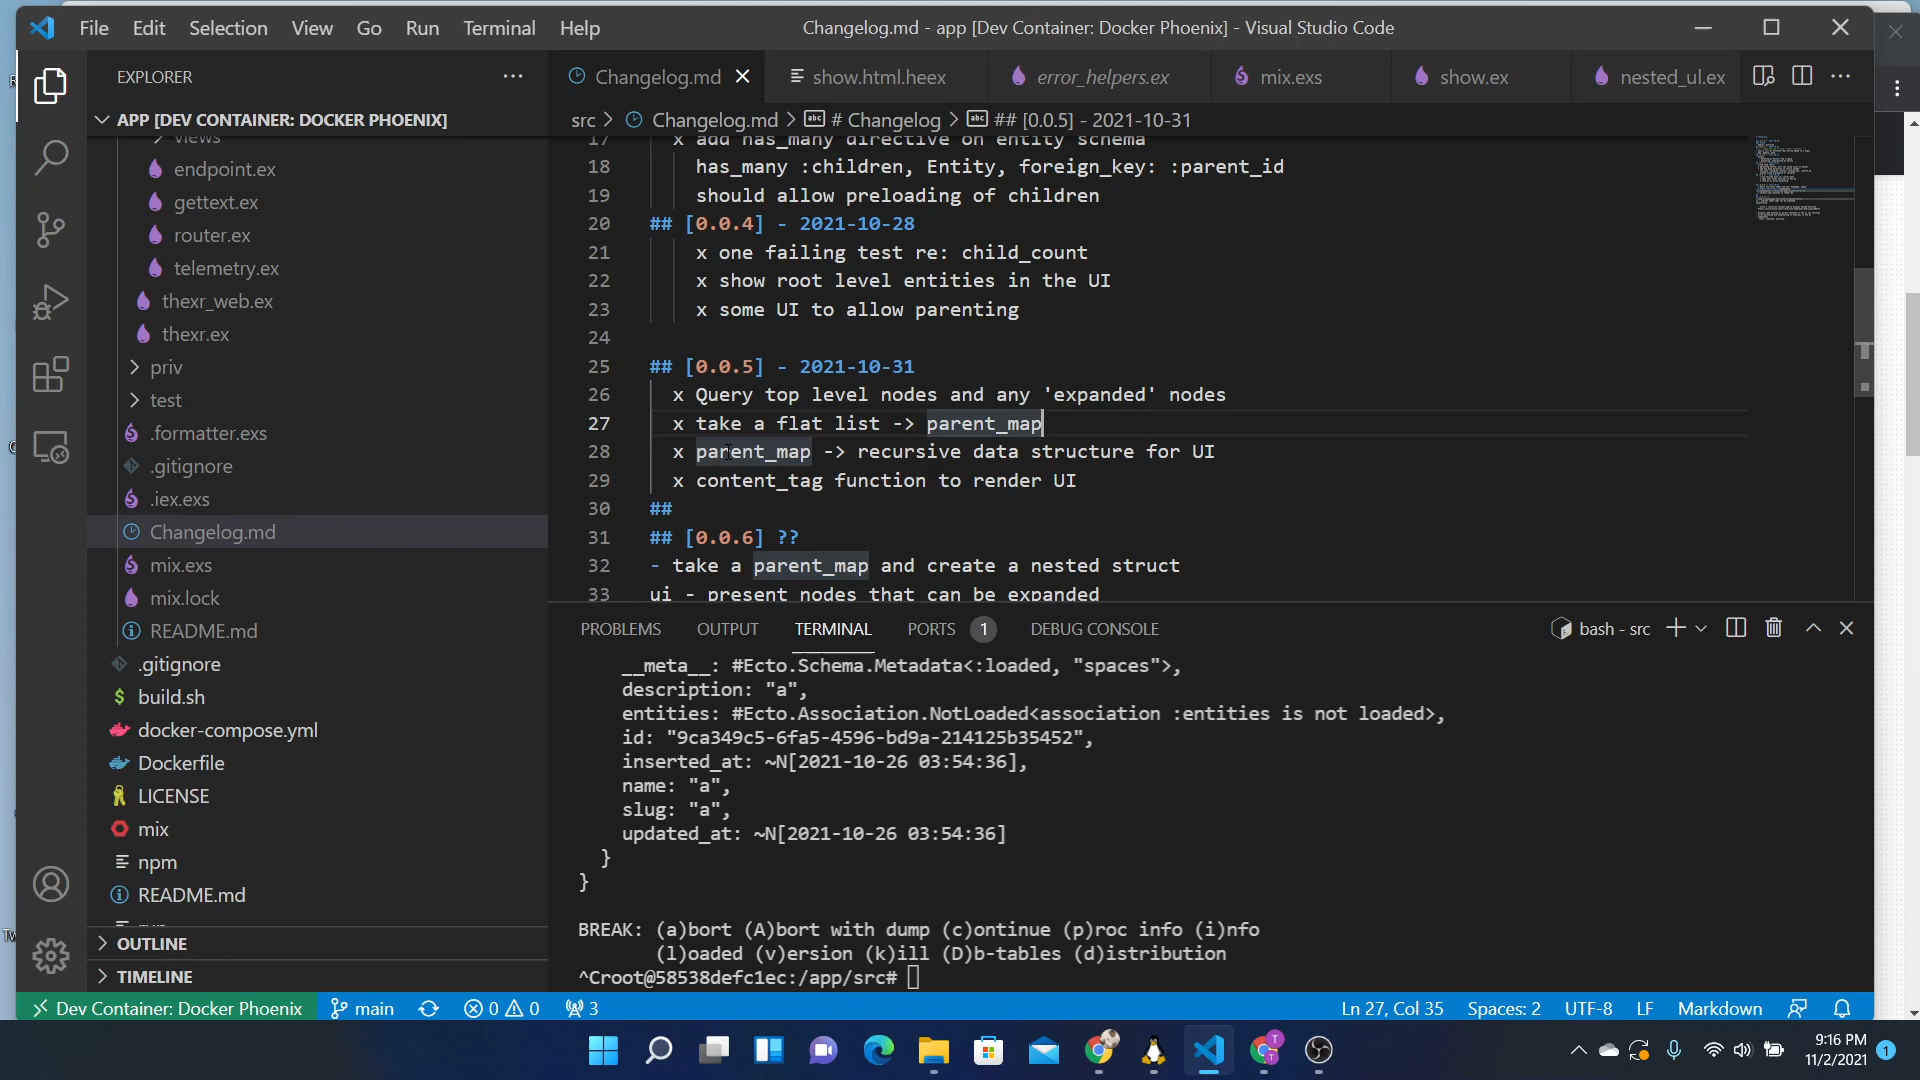 File Edit Selection View Go Run Terminal Help
Changelog.md - app [Dev Container: Docker Phoenix] - Visual Studio Code
EXPLORER
APP [DEV CONTAINER: DOCKER PHOENIX]
views
endpoint.ex
gettext.ex
router.ex
telemetry.ex
thexr_web.ex
thexr.ex
priv
test
.formatter.exs
.gitignore
.iex.exs
Changelog.md
mix.exs
mix.lock
README.md
.gitignore
build.sh
docker-compose.yml
Dockerfile
LICENSE
mix
npm
README.md
OUTLINE
TIMELINE
Changelog.md show.html.heex error_helpers.ex mix.exs show.ex nested_ul.ex
src > Changelog.md > # Changelog > ## [0.0.5] - 2021-10-31
17 x add has_many directive on entity schema
18 has_many :children, Entity, foreign_key: :parent_id
19 should allow preloading of children
20 ## [0.0.4] - 2021-10-28
21 x one failing test re: child_count
22 x show root level entities in the UI
23 x some UI to allow parenting
24
25 ## [0.0.5] - 2021-10-31
26 x Query top level nodes and any 'expanded' nodes
27 x take a flat list -> parent_map
28 x parent_map -> recursive data structure for UI
29 x content_tag function to render UI
30 ##
31 ## [0.0.6] ??
32 - take a parent_map and create a nested struct
33 ui - present nodes that can be expanded
PROBLEMS OUTPUT TERMINAL PORTS 1 DEBUG CONSOLE
bash - src
__meta__: #Ecto.Schema.Metadata<:loaded, "spaces">,
description: "a",
entities: #Ecto.Association.NotLoaded<association :entities is not loaded>,
id: "9ca349c5-6fa5-4596-bd9a-214125b35452",
inserted_at: ~N[2021-10-26 03:54:36],
name: "a",
slug: "a",
updated_at: ~N[2021-10-26 03:54:36]
}
}
BREAK: (a)bort (A)bort with dump (c)ontinue (p)roc info (i)nfo
(l)oaded (v)ersion (k)ill (D)b-tables (d)istribution
^Croot@58538defc1ec:/app/src#
Dev Container: Docker Phoenix main 0 0 3
Ln 27, Col 35 Spaces: 2 UTF-8 LF Markdown
9:16 PM
11/2/2021 1